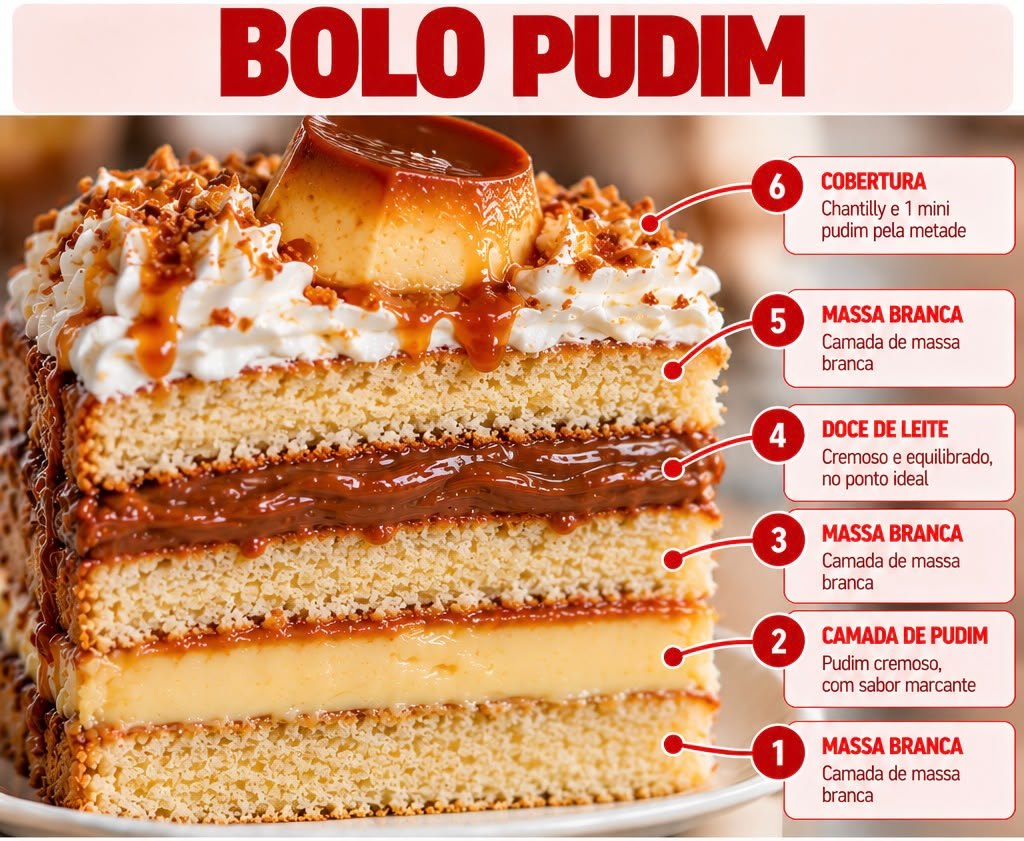 BOLO PUDIM
6
COBERTURA
Chantilly e 1 mini
pudim pela metade
5
MASSA BRANCA
Camada de massa
branca
4
DOCE DE LEITE
Cremoso e equilibrado,
no ponto ideal
3
MASSA BRANCA
Camada de massa
branca
2
CAMADA DE PUDIM
Pudim cremoso,
com sabor marcante
1
MASSA BRANCA
Camada de massa
branca